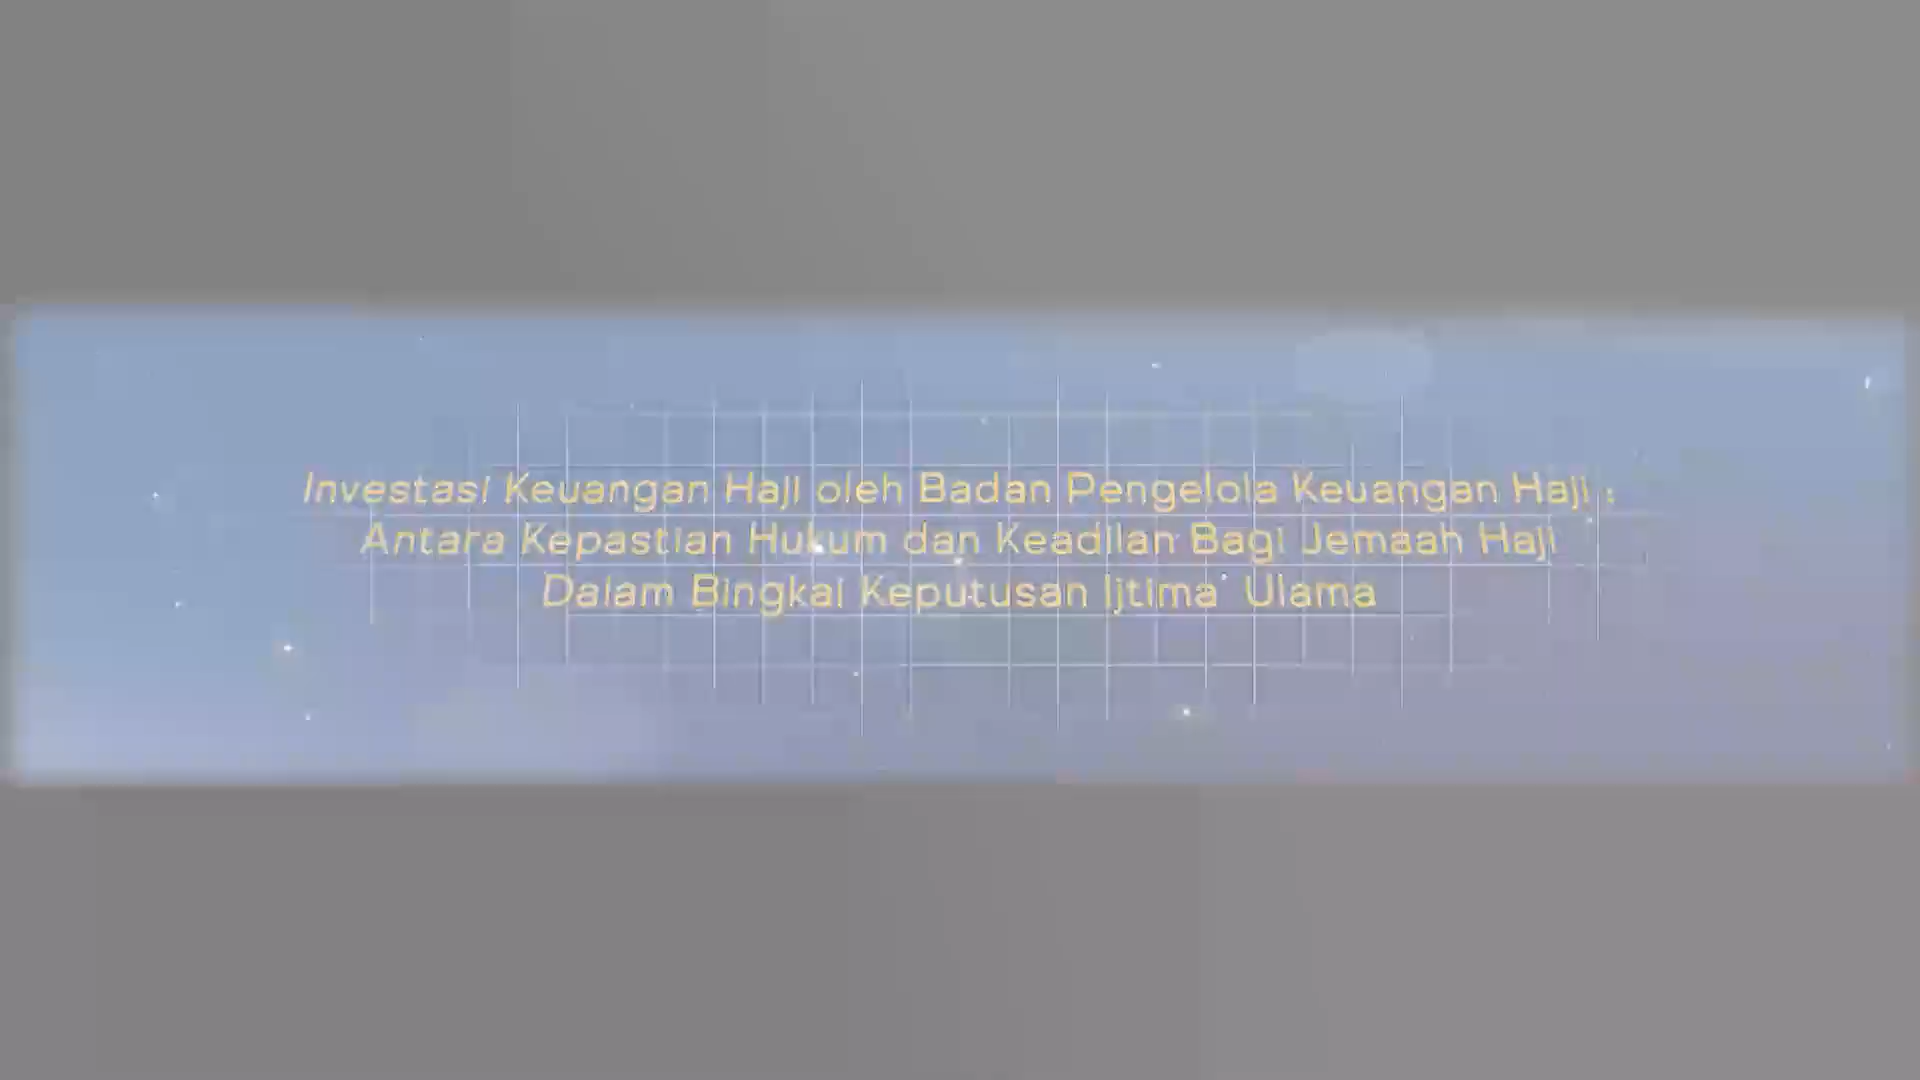 Investasi Keuangan Haji oleh Badan Pengelola Keuangan Haji :
Antara Kepastian Hukum dan Keadilan Bagi Jemaah Haji
Dalam Bingkai Keputusan Ijtima' Ulama